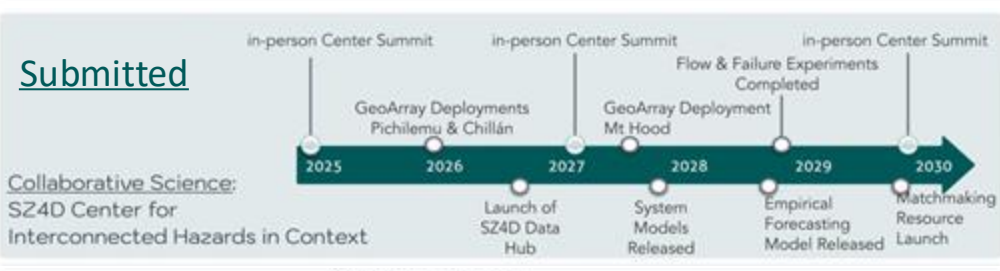 in-person Center Summit
in-person Center Summit
in-person Center Summit
Submitted
Flow & Failure Experiments
Completed
GeoArray Deployments
Pichilemu & Chillán
GeoArray Deployment
Mt Hood
2025 2026 2027 2028 2029 2030
Collaborative Science:
SZ4D Center for
Interconnected Hazards in Context
Launch of
SZ4D Data
Hub
System
Models
Released
Empirical
Forecasting
Model Released
Matchmaking
Resource
Launch